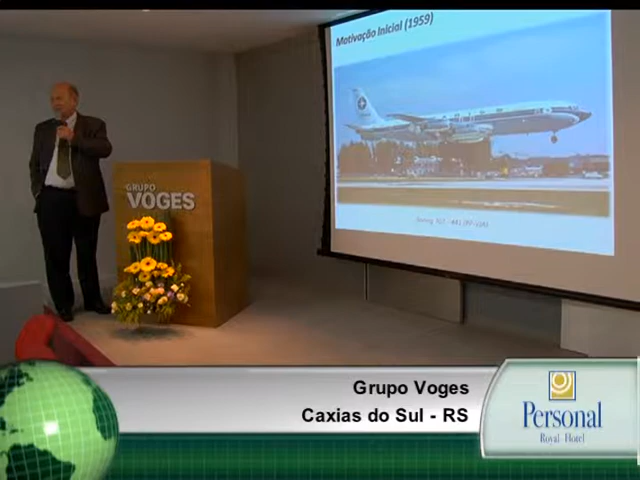 Motivação Inicial (1959)
GRUPO
VOGES
Grupo Voges
Caxias do Sul - RS
Personal
Royal Hotel